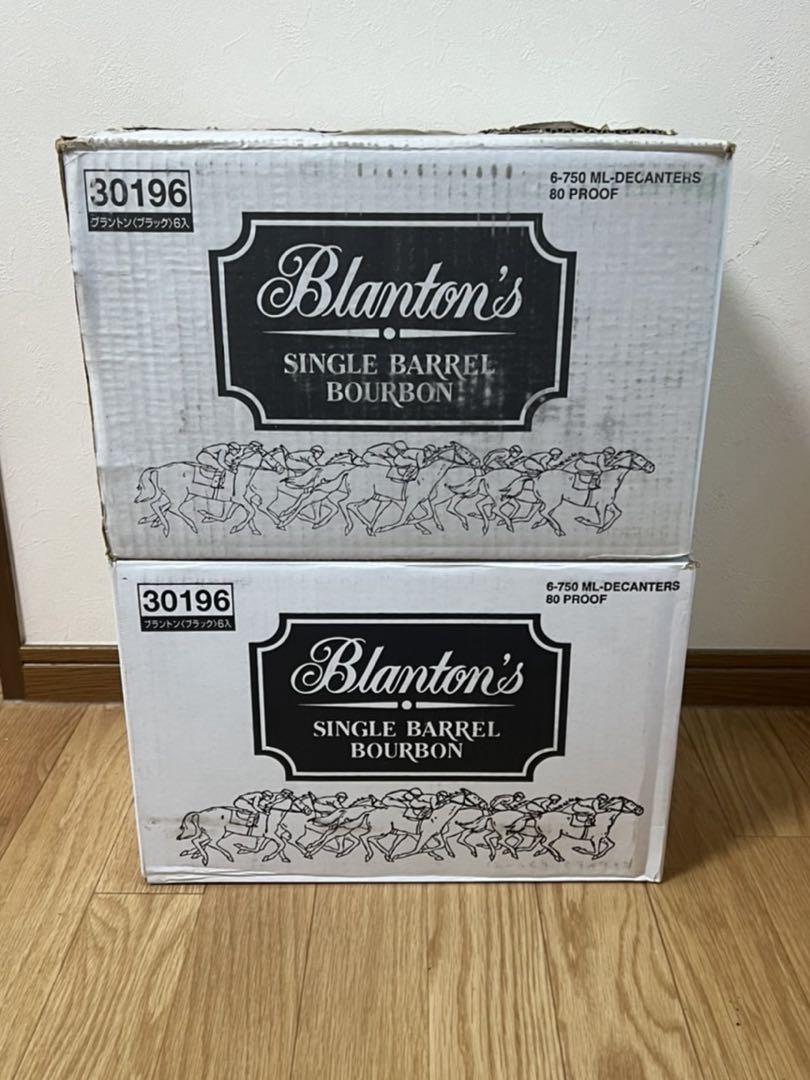 30196
ブラントン〈ブラック〉6入
6-750 ML-DECANTERS
80 PROOF
Blanton's
SINGLE BARREL
BOURBON
30196
ブラントン〈ブラック〉6入
6-750 ML-DECANTERS
80 PROOF
Blanton's
SINGLE BARREL
BOURBON